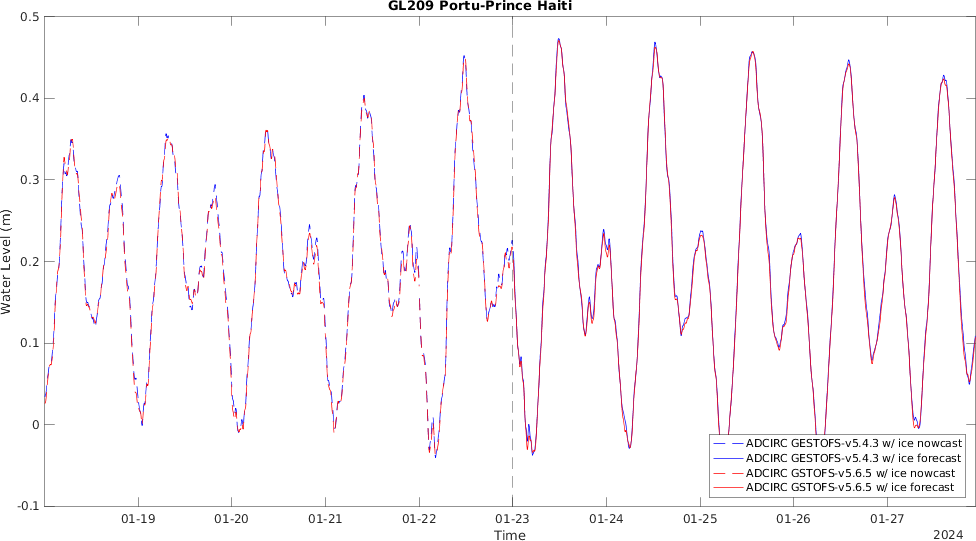 GL209 Portu-Prince Haiti
0.5
0.4
0.3
0.2
0.1
0
-0.1
Water Level (m)
ADCIRC GESTOFS-v5.4.3 w/ ice nowcast
ADCIRC GESTOFS-v5.4.3 w/ ice forecast
ADCIRC GSTOFS-v5.6.5 w/ ice nowcast
ADCIRC GSTOFS-v5.6.5 w/ ice forecast
01-19 01-20 01-21 01-22 01-23 01-24 01-25 01-26 01-27
Time
2024